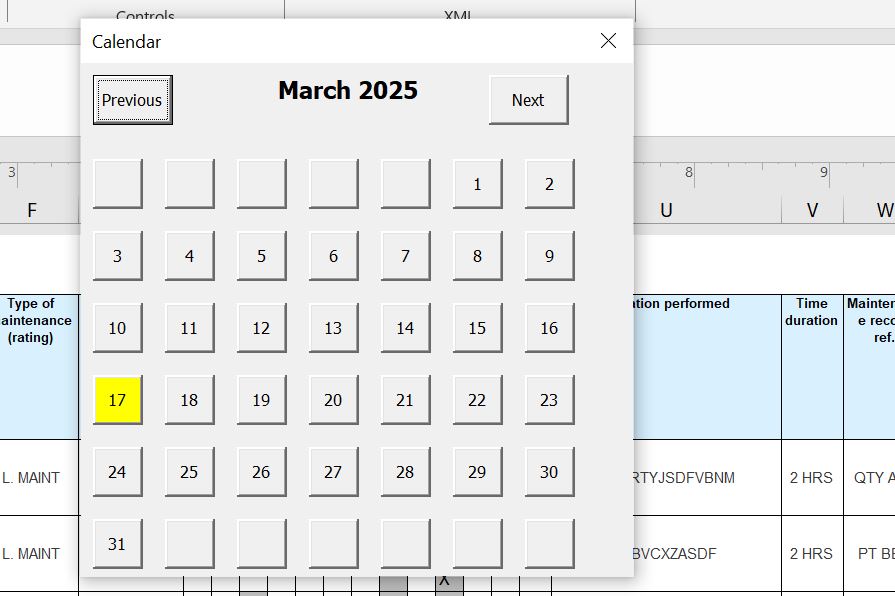 Controls
XML
Calendar
Previous
March 2025
Next
3
8
9
F
U
V
W
1 2
3 4 5 6 7 8 9
10 11 12 13 14 15 16
17 18 19 20 21 22 23
24 25 26 27 28 29 30
31
Type of
aintenance
(rating)
tion performed
Time
duration
Mainten
e reco
ref.
L. MAINT
RTYJSDFVBNM
2 HRS
QTY A
L. MAINT
BVCXZASDF
2 HRS
PT BE
X